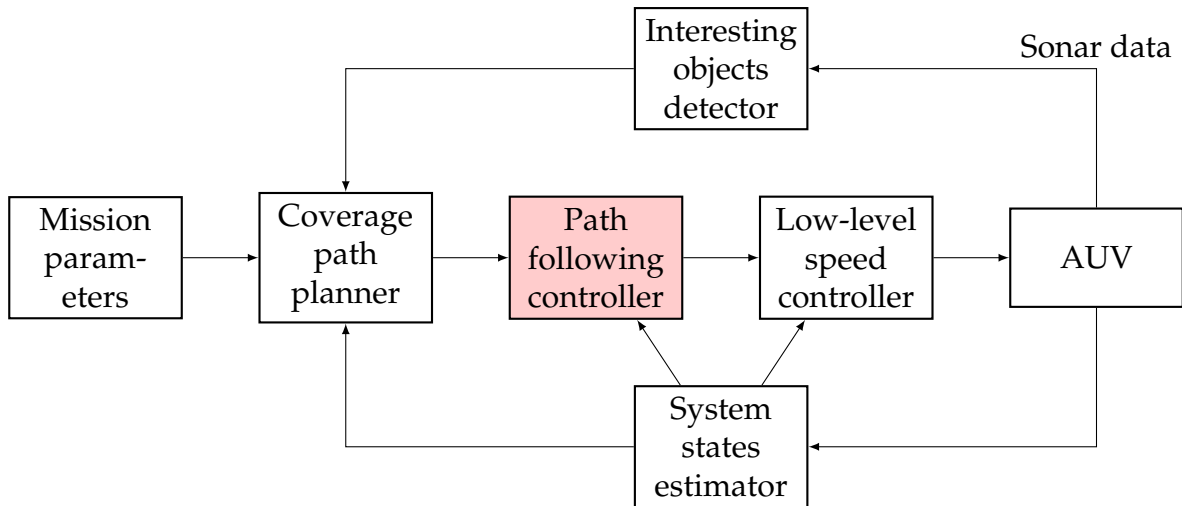 Interesting
objects
detector
Sonar data
Mission
param-
eters
Coverage
path
planner
Path
following
controller
Low-level
speed
controller
AUV
System
states
estimator